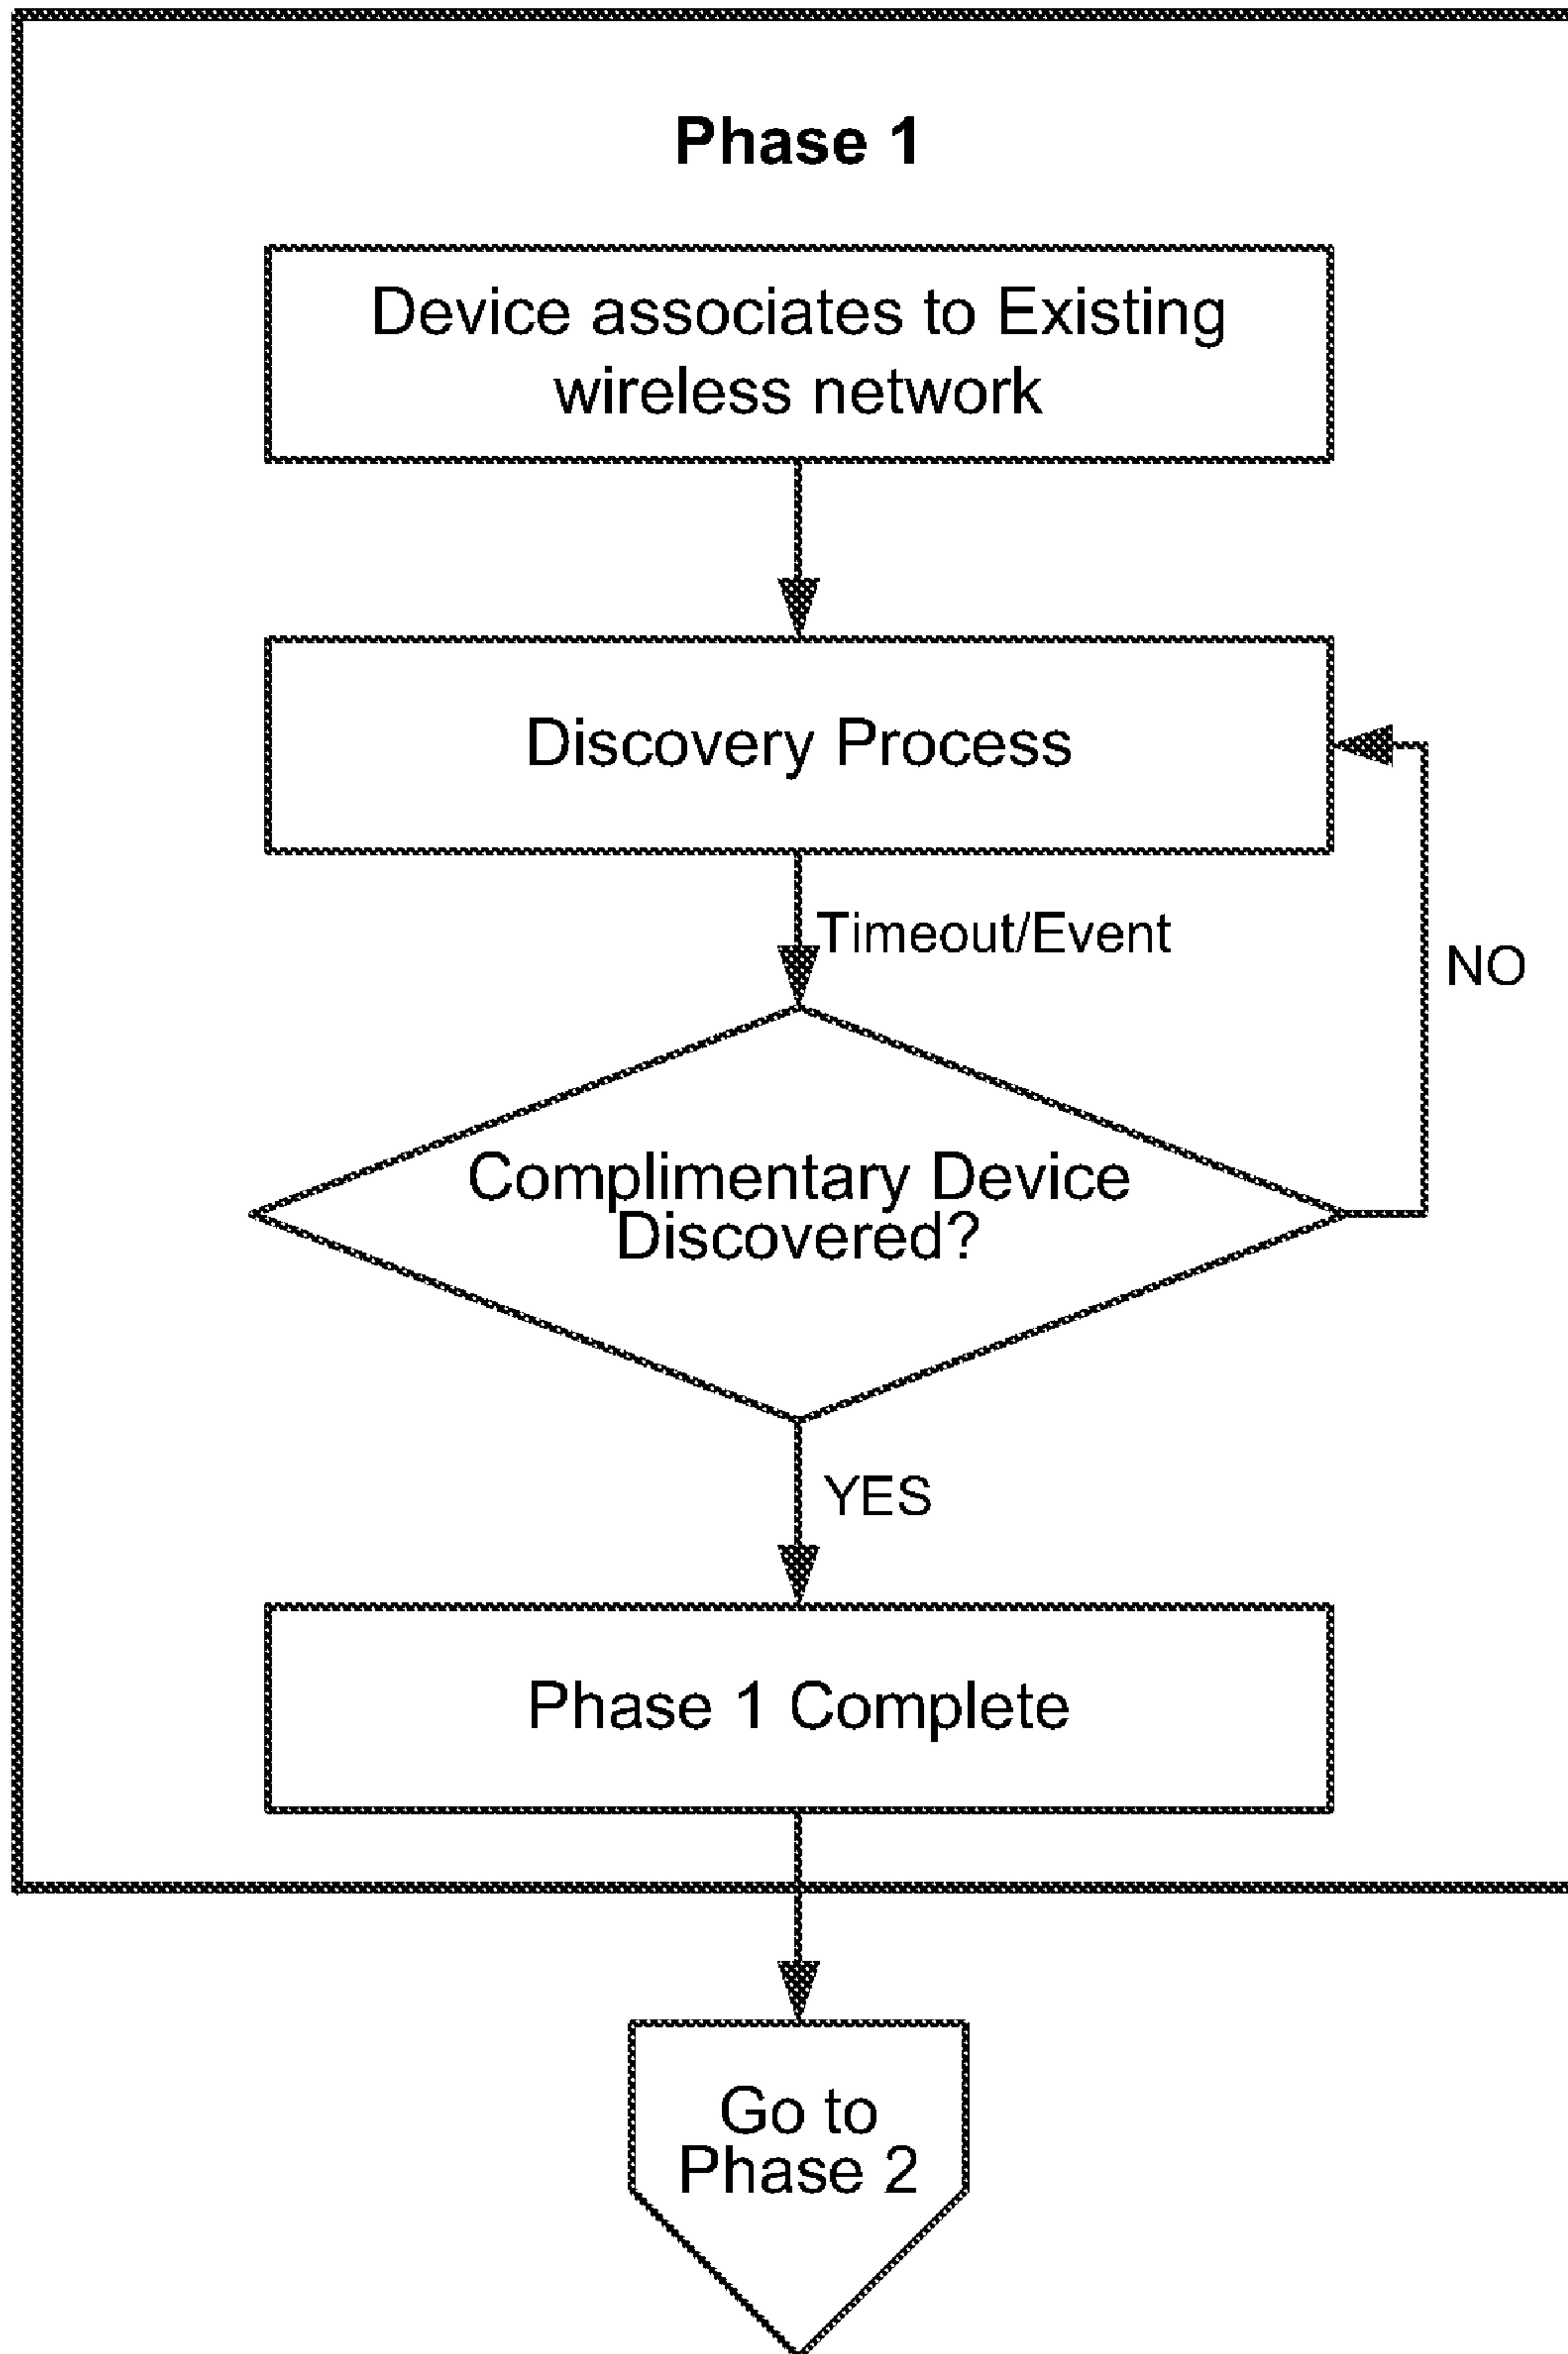 Phase 1
Device associates to Existing
wireless network
Discovery Process
Timeout/Event
NO
Complimentary Device
Discovered?
YES
Phase 1 Complete
Go to
Phase 2